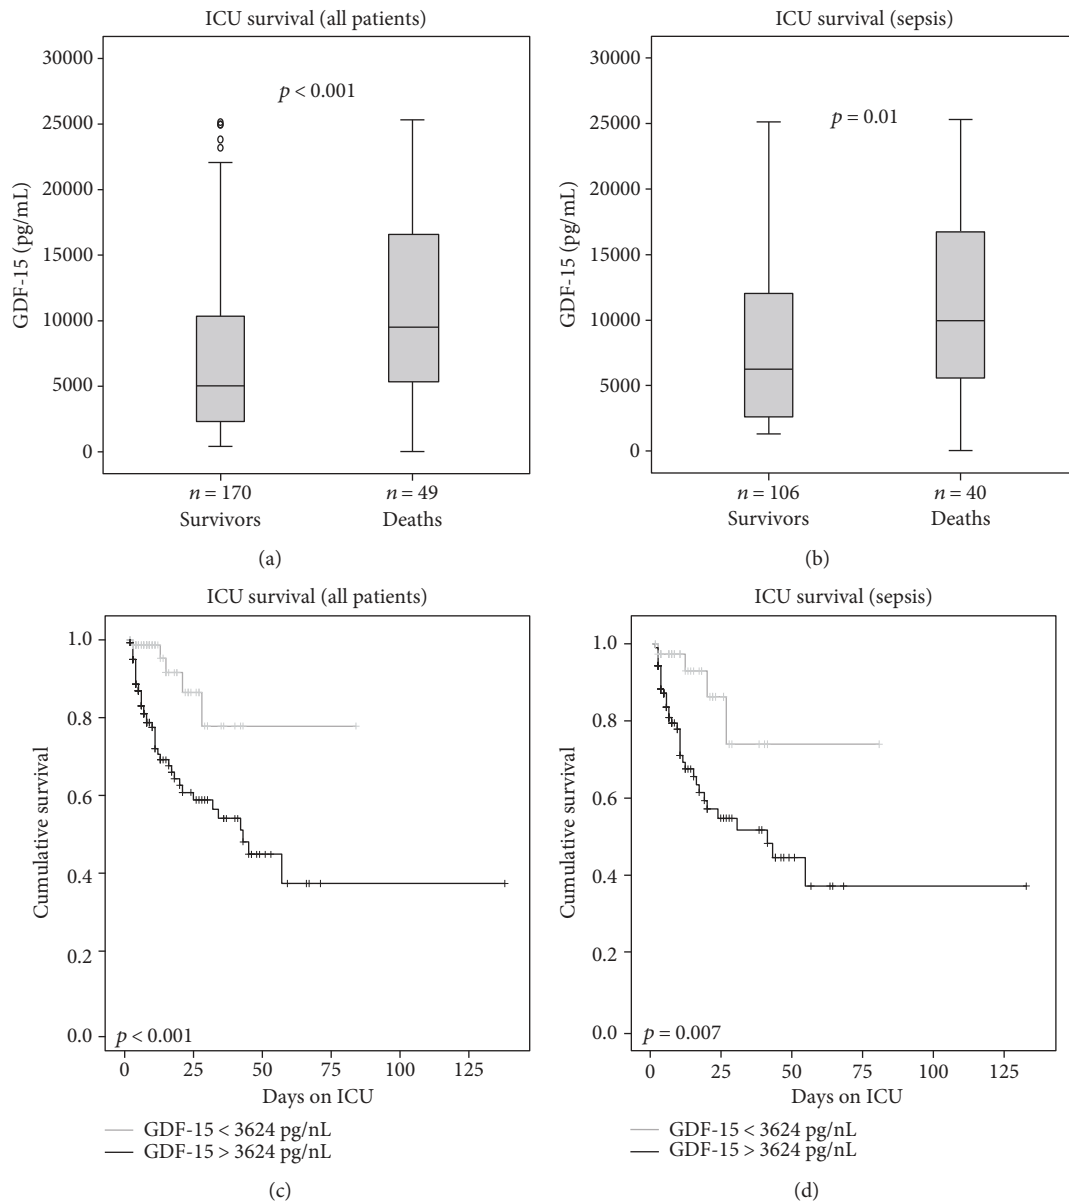 ICU survival (all patients)
30000
25000
20000
15000
10000
5000
0
GDF-15 (pg/mL)
p < 0.001
n = 170
Survivors
n = 49
Deaths
(a)
ICU survival (sepsis)
30000
25000
20000
15000
10000
5000
0
GDF-15 (pg/mL)
p = 0.01
n = 106
Survivors
n = 40
Deaths
(b)
ICU survival (all patients)
1.0
0.8
0.6
0.4
0.2
0.0
Cumulative survival
p < 0.001
0 25 50 75 100 125
Days on ICU
GDF-15 < 3624 pg/nL
GDF-15 > 3624 pg/nL
(c)
ICU survival (sepsis)
1.0
0.8
0.6
0.4
0.2
0.0
Cumulative survival
p = 0.007
0 25 50 75 100 125
Days on ICU
GDF-15 < 3624 pg/nL
GDF-15 > 3624 pg/nL
(d)